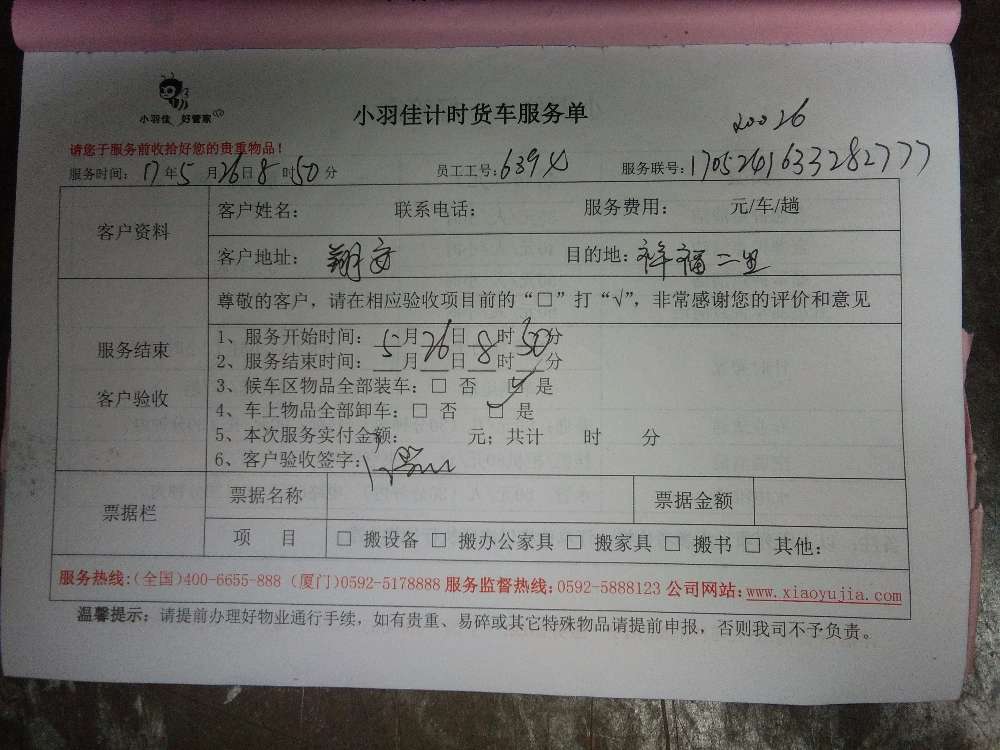 小羽佳 好管家
小羽佳计时货车服务单
20026
请您于服务前收拾好您的贵重物品！
服务时间：17年5月26日8时50分 员工工号：639 服务联号：170524163328277
客户资料
客户姓名： 联系电话： 服务费用： 元/车/趟
客户地址：翔安 目的地：祥福二里
尊敬的客户，请在相应验收项目前的“□”打“√”，非常感谢您的评价和意见
服务结束
客户验收
1、服务开始时间：5月26日8时50分
2、服务结束时间：__月__日__时__分
3、候车区物品全部装车：□ 否 ☑ 是
4、车上物品全部卸车：□ 否 □ 是
5、本次服务实付金额： 元；共计 时 分
6、客户验收签字：
票据栏
票据名称 票据金额
项 目 □ 搬设备 □ 搬办公家具 □ 搬家具 □ 搬书 □ 其他：
服务热线：(全国)400-6655-888 (厦门)0592-5178888 服务监督热线：0592-5888123 公司网站：www.xiaoyujia.com
温馨提示：请提前办理好物业通行手续，如有贵重、易碎或其它特殊物品请提前申报，否则我司不予负责。